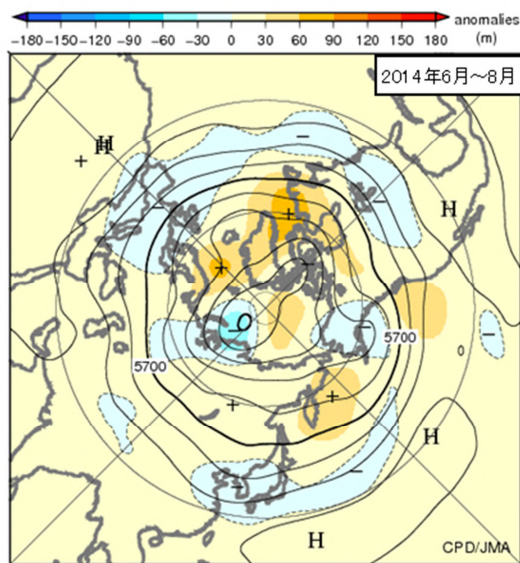 anomalies
−180 −150 −120 −90 −60 −30 0 30 60 90 120 150 180 (m)
2014年6月～8月
H
H
H
+
−
−
−
+
H
+
−
−
O
−
−
5700
5700
0
+
+
H
−
−
H
CPD/JMA